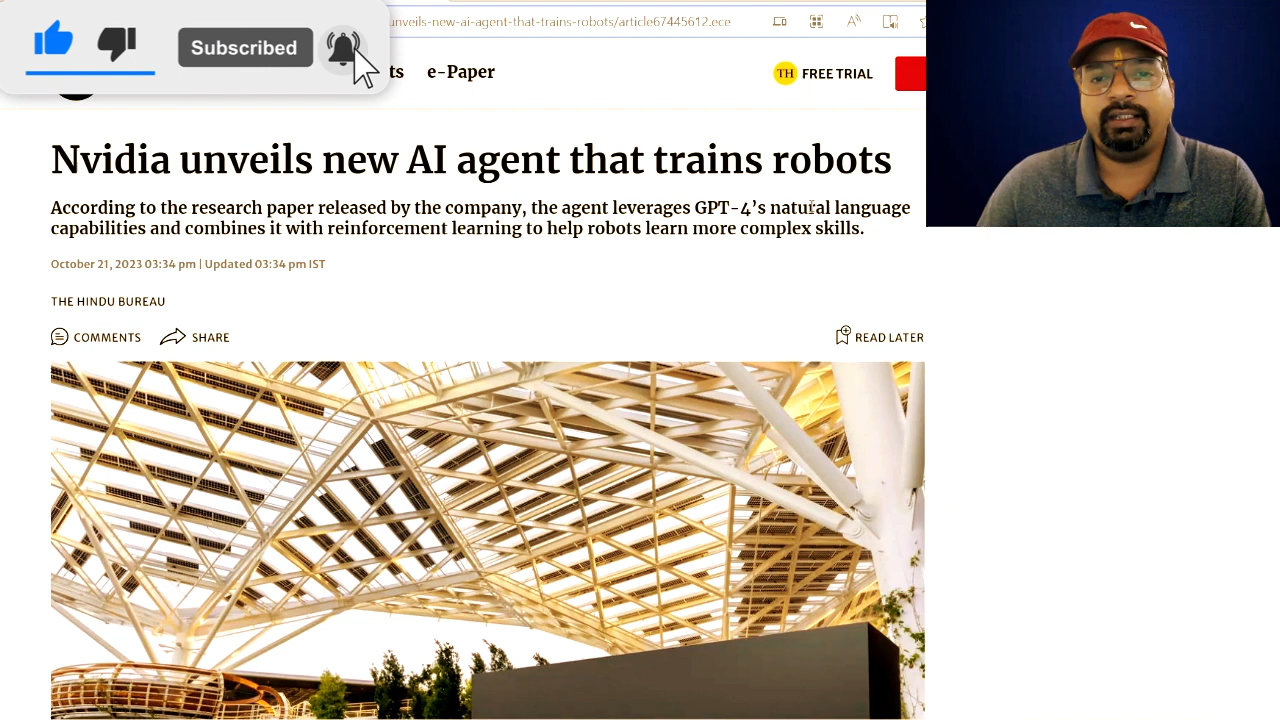 unveils-new-ai-agent-that-trains-robots/article67445612.ece
Subscribed
ts e-Paper
TH FREE TRIAL
Nvidia unveils new AI agent that trains robots
According to the research paper released by the company, the agent leverages GPT-4’s natural language
capabilities and combines it with reinforcement learning to help robots learn more complex skills.
October 21, 2023 03:34 pm | Updated 03:34 pm IST
THE HINDU BUREAU
COMMENTS SHARE READ LATER